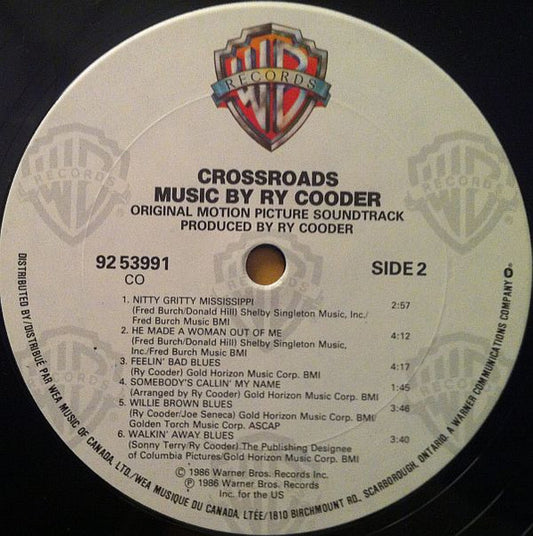 RECORDS
CROSSROADS
MUSIC BY RY COODER
ORIGINAL MOTION PICTURE SOUNDTRACK
PRODUCED BY RY COODER
92 53991
CO
SIDE 2
1. NITTY GRITTY MISSISSIPPI 2:57
(Fred Burch/Donald Hill) Shelby Singleton Music, Inc./
Fred Burch Music BMI
2. HE MADE A WOMAN OUT OF ME 4:12
(Fred Burch/Donald Hill) Shelby Singleton Music,
Inc./Fred Burch Music BMI
3. FEELIN' BAD BLUES 4:17
(Ry Cooder) Gold Horizon Music Corp. BMI
4. SOMEBODY'S CALLIN' MY NAME 1:45
(Arranged by Ry Cooder) Gold Horizon Music Corp. BMI
5. WILLIE BROWN BLUES 3:46
(Ry Cooder/Joe Seneca) Gold Horizon Music Corp. BMI/
Golden Torch Music Corp. ASCAP
6. WALKIN' AWAY BLUES 3:40
(Sonny Terry/Ry Cooder) The Publishing Designee
of Columbia Pictures/Gold Horizon Music Corp. BMI
© 1986 Warner Bros. Records Inc.
℗ 1986 Warner Bros. Records
Inc. for the US
DISTRIBUTED BY/DISTRIBUÉ PAR WEA MUSIC OF CANADA, LTD./WEA MUSIQUE DU CANADA, LTÉE/1810 BIRCHMOUNT RD., SCARBOROUGH, ONTARIO, A WARNER COMMUNICATIONS COMPANY
RECORDS
RECORDS
RECORDS
RECORDS